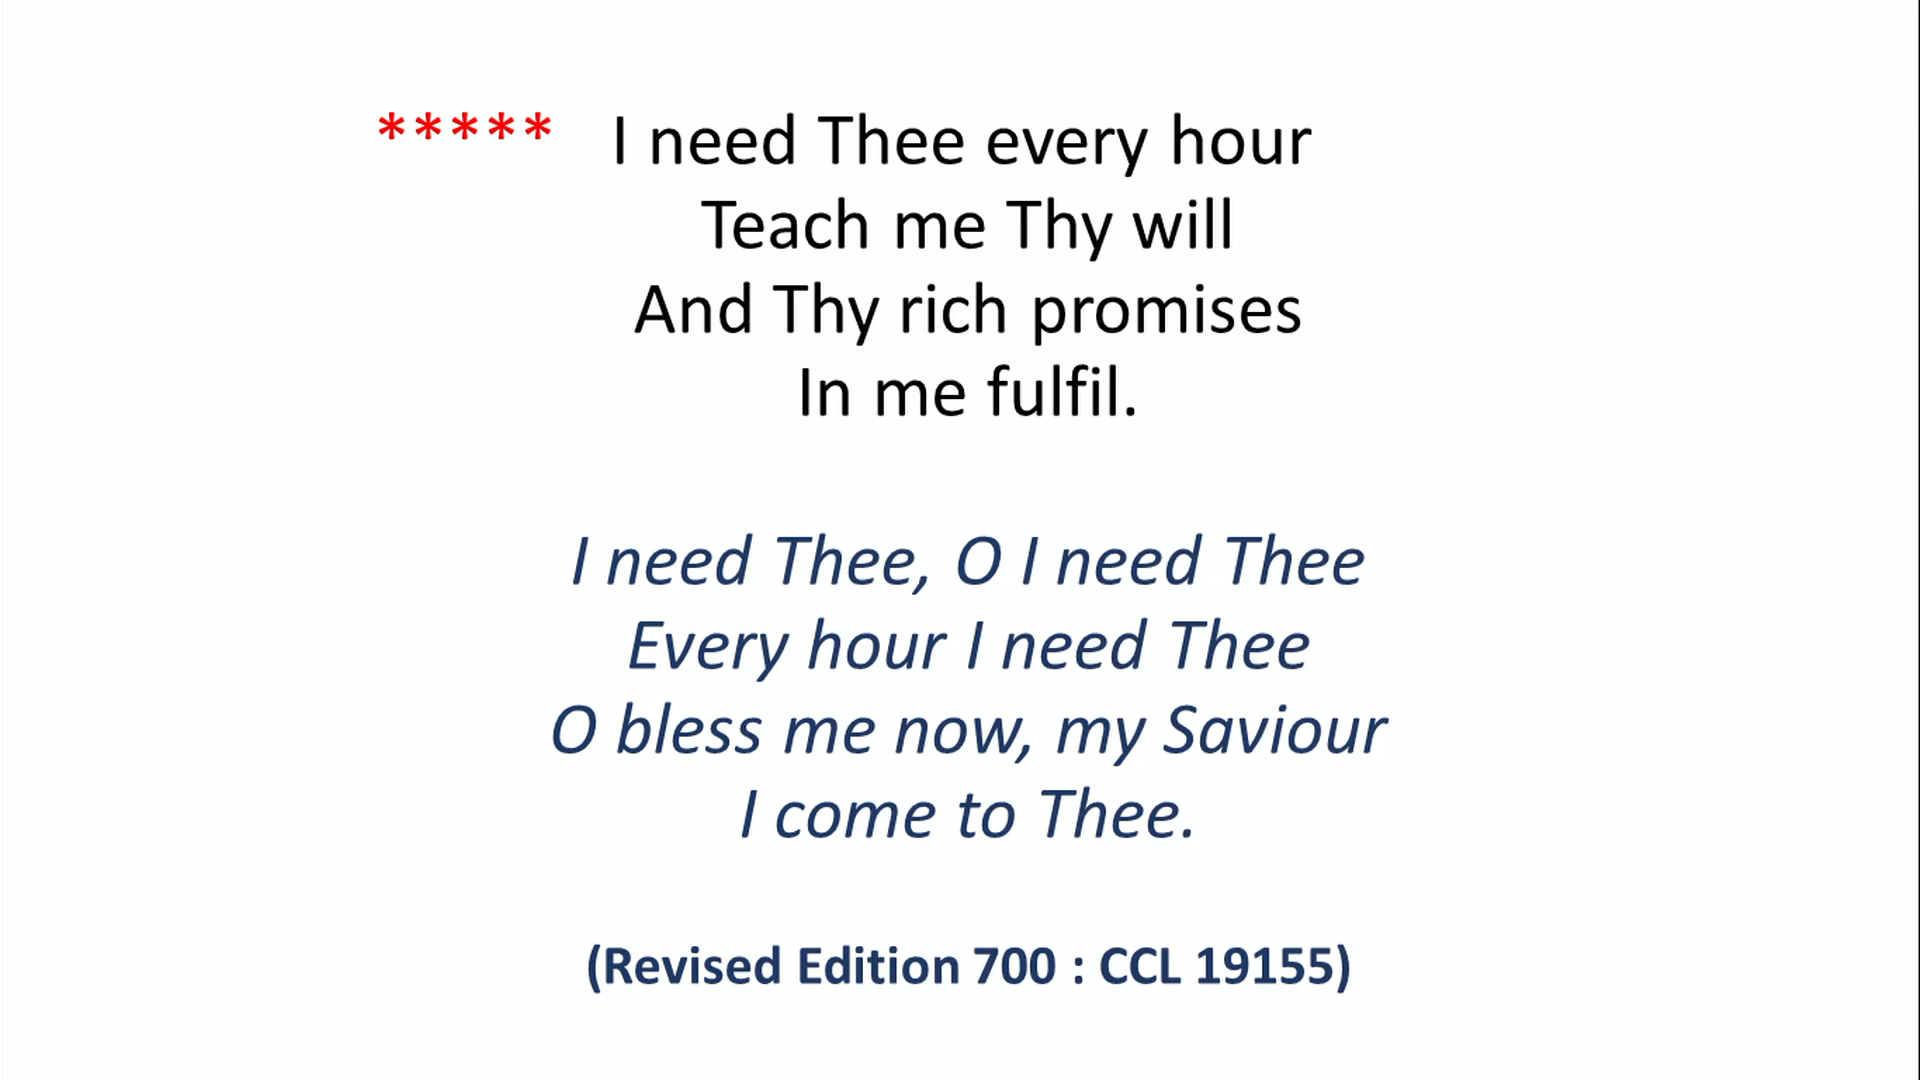 ***** I need Thee every hour
Teach me Thy will
And Thy rich promises
In me fulfil.
I need Thee, O I need Thee
Every hour I need Thee
O bless me now, my Saviour
I come to Thee.
(Revised Edition 700 : CCL 19155)